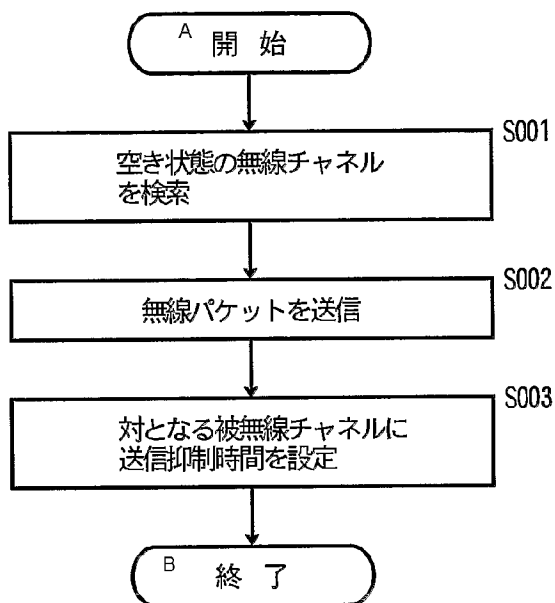 A 開 始
S001
空き状態の無線チャネル
を検索
S002
無線パケットを送信
S003
対となる被無線チャネルに
送信抑制時間を設定
B 終 了